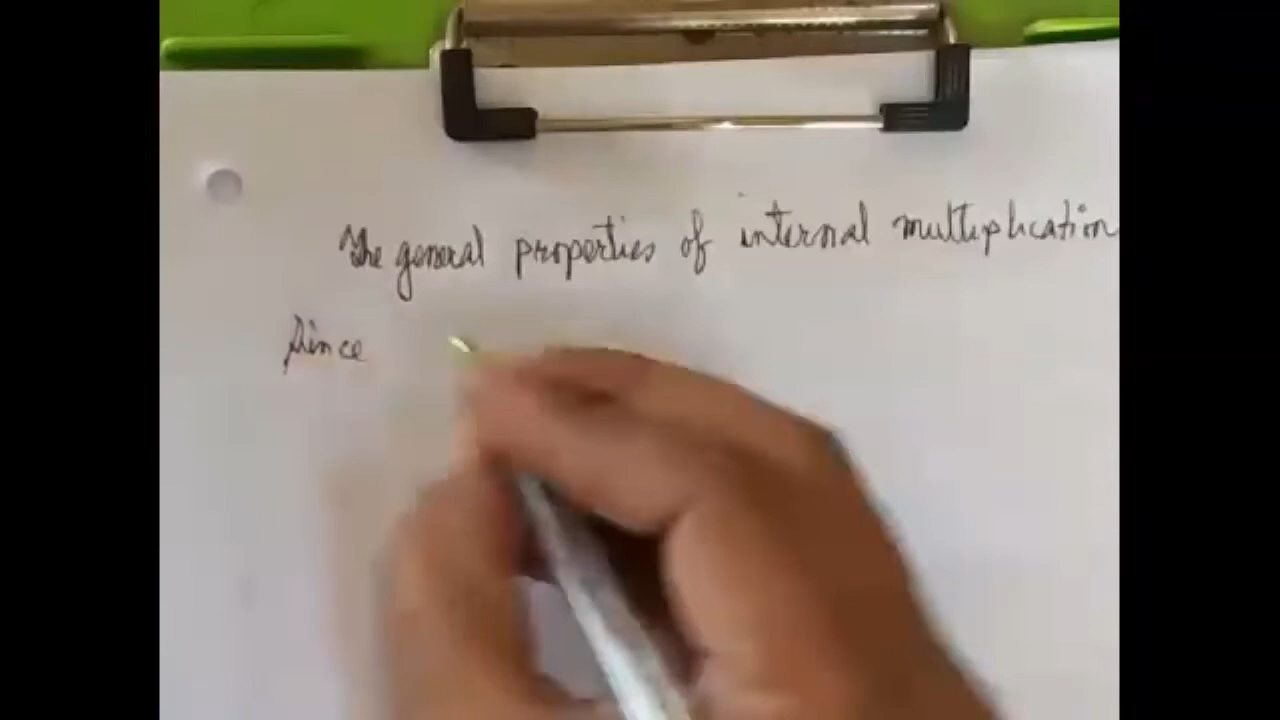 The general properties of internal multiplication
Since